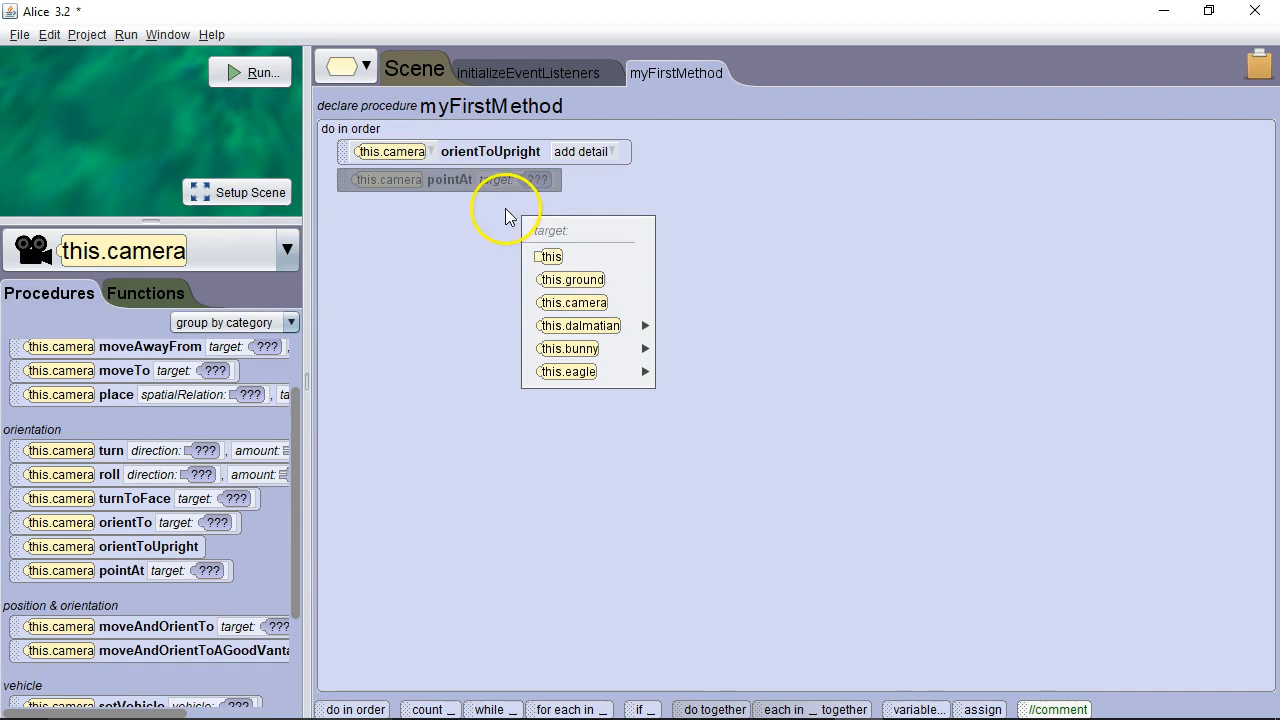 Alice 3.2 *
File Edit Project Run Window Help
Run...
Setup Scene
this.camera
Procedures Functions
group by category
this.camera moveAwayFrom target: ???
this.camera moveTo target: ???
this.camera place spatialRelation: ???, ta
orientation
this.camera turn direction: ???, amount:
this.camera roll direction: ???, amount:
this.camera turnToFace target: ???
this.camera orientTo target: ???
this.camera orientToUpright
this.camera pointAt target: ???
position & orientation
this.camera moveAndOrientTo target: ???
this.camera moveAndOrientToAGoodVanta
vehicle
this.camera setVehicle vehicle: ???
Scene initializeEventListeners myFirstMethod
declare procedure myFirstMethod
do in order
this.camera orientToUpright add detail
this.camera pointAt target: ???
target:
this
this.ground
this.camera
this.dalmatian
this.bunny
this.eagle
do in order count _ while _ for each in _ if _ do together each in _ together variable... assign //comment